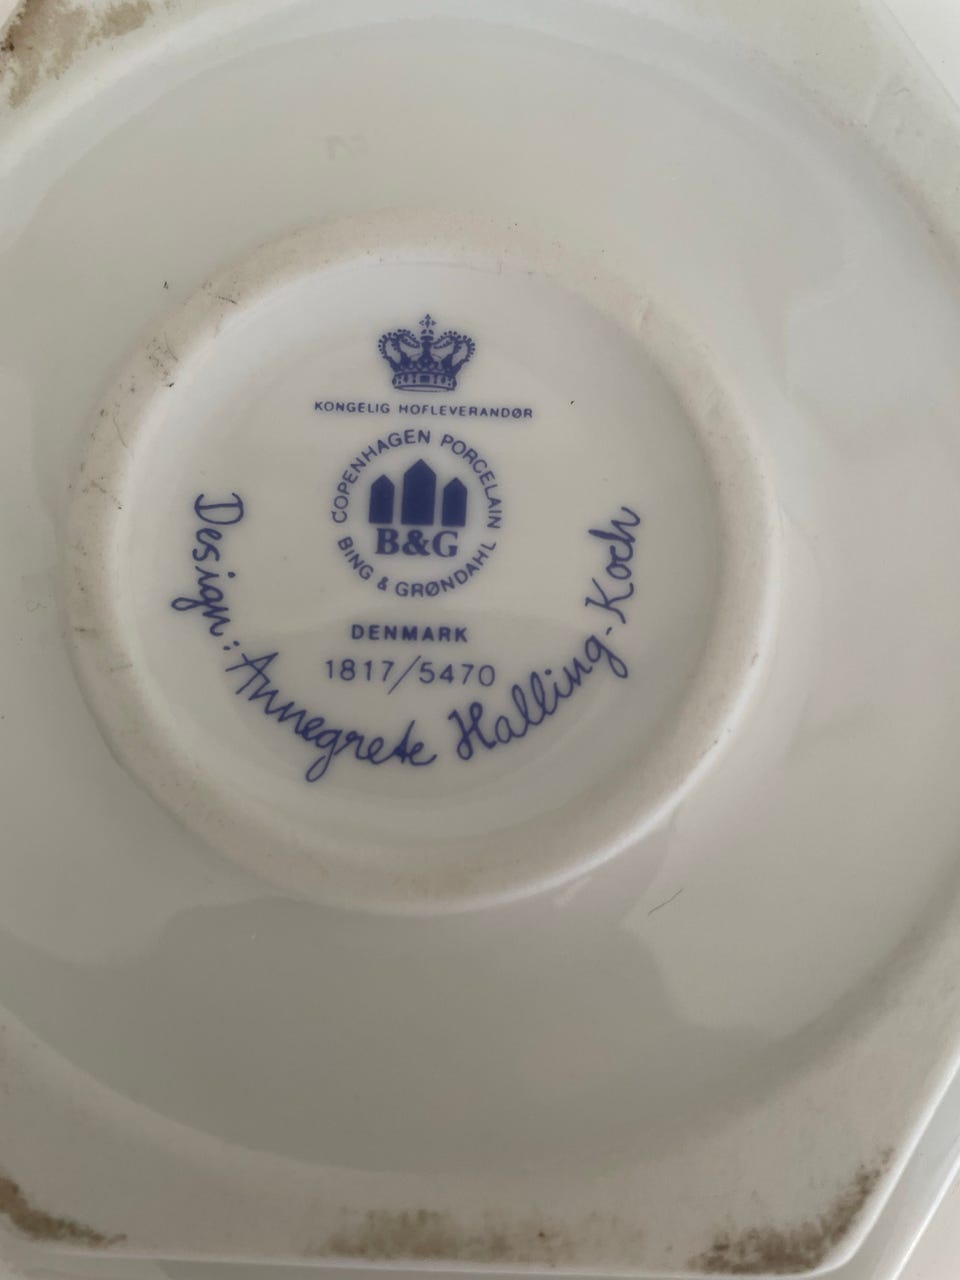 KONGELIG HOFLEVERANDØR
COPENHAGEN PORCELAIN
B&G
BING & GRØNDAHL
DENMARK
1817/5470
Design: Annegrete Halling-Koch